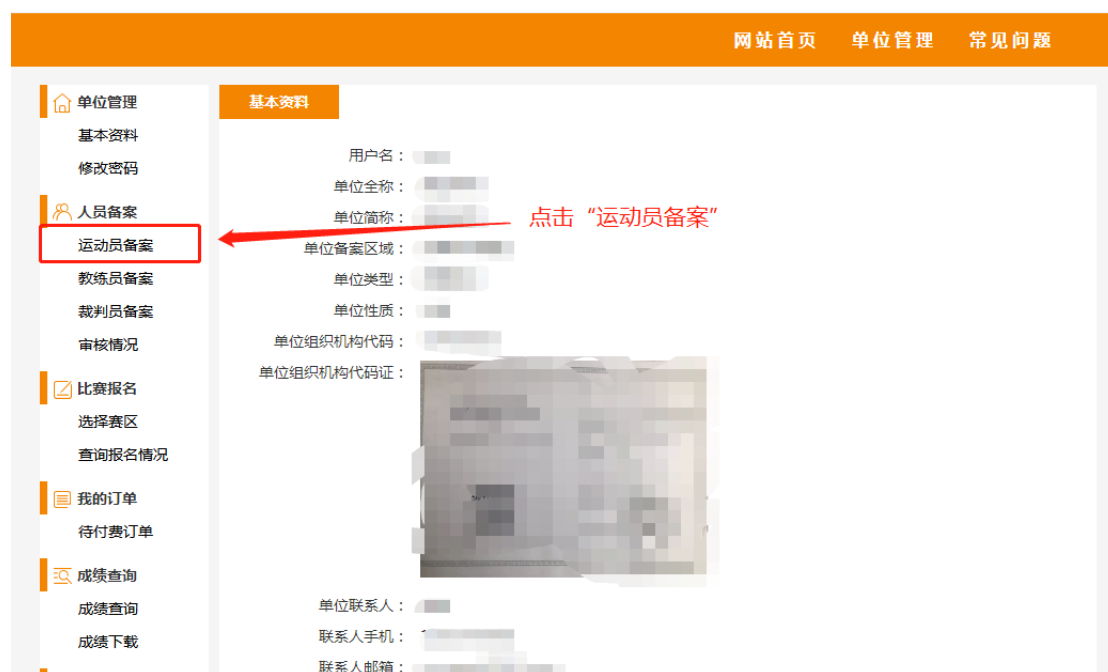 网站首页 单位管理 常见问题
单位管理
基本资料
修改密码
人员备案
运动员备案
教练员备案
裁判员备案
审核情况
比赛报名
选择赛区
查询报名情况
我的订单
待付费订单
成绩查询
成绩查询
成绩下载
基本资料
用户名：
单位全称：
单位简称：
点击“运动员备案”
单位备案区域：
单位类型：
单位性质：
单位组织机构代码：
单位组织机构代码证：
单位联系人：
联系人手机：
联系人邮箱：